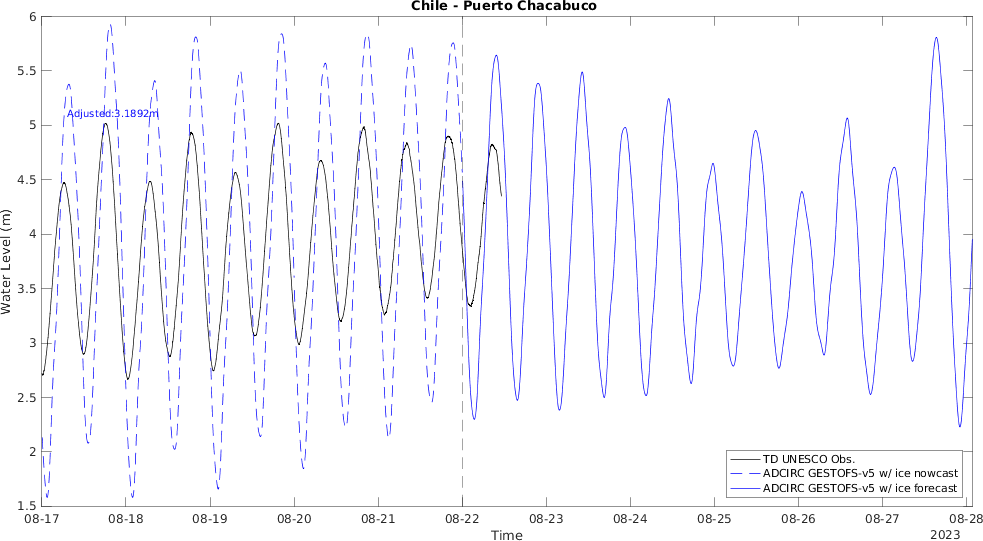 Chile - Puerto Chacabuco
6
5.5
5
4.5
4
3.5
3
2.5
2
1.5
Water Level (m)
Adjusted:3.1892m
TD UNESCO Obs.
ADCIRC GESTOFS-v5 w/ ice nowcast
ADCIRC GESTOFS-v5 w/ ice forecast
08-17 08-18 08-19 08-20 08-21 08-22 08-23 08-24 08-25 08-26 08-27 08-28
Time
2023